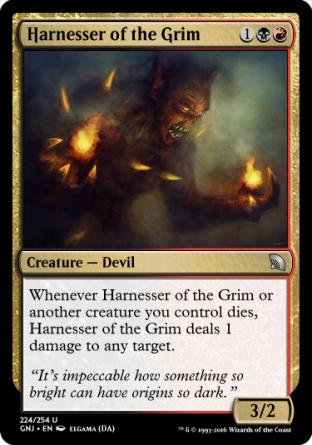 Harnesser of the Grim 1
Creature — Devil
Whenever Harnesser of the Grim or
another creature you control dies,
Harnesser of the Grim deals 1
damage to any target.
“It’s impeccable how something so
bright can have origins so dark.”
3/2
224/254 U
GNJ • EN ELGAMA (DA)
™ & © 1993-2016 Wizards of the Coast